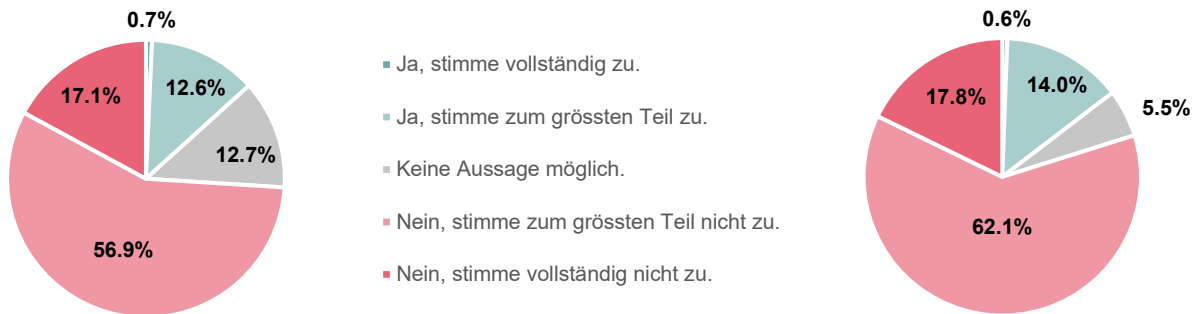 0.7%
12.6%
12.7%
56.9%
17.1%
Ja, stimme vollständig zu.
Ja, stimme zum grössten Teil zu.
Keine Aussage möglich.
Nein, stimme zum grössten Teil nicht zu.
Nein, stimme vollständig nicht zu.
0.6%
14.0%
5.5%
62.1%
17.8%